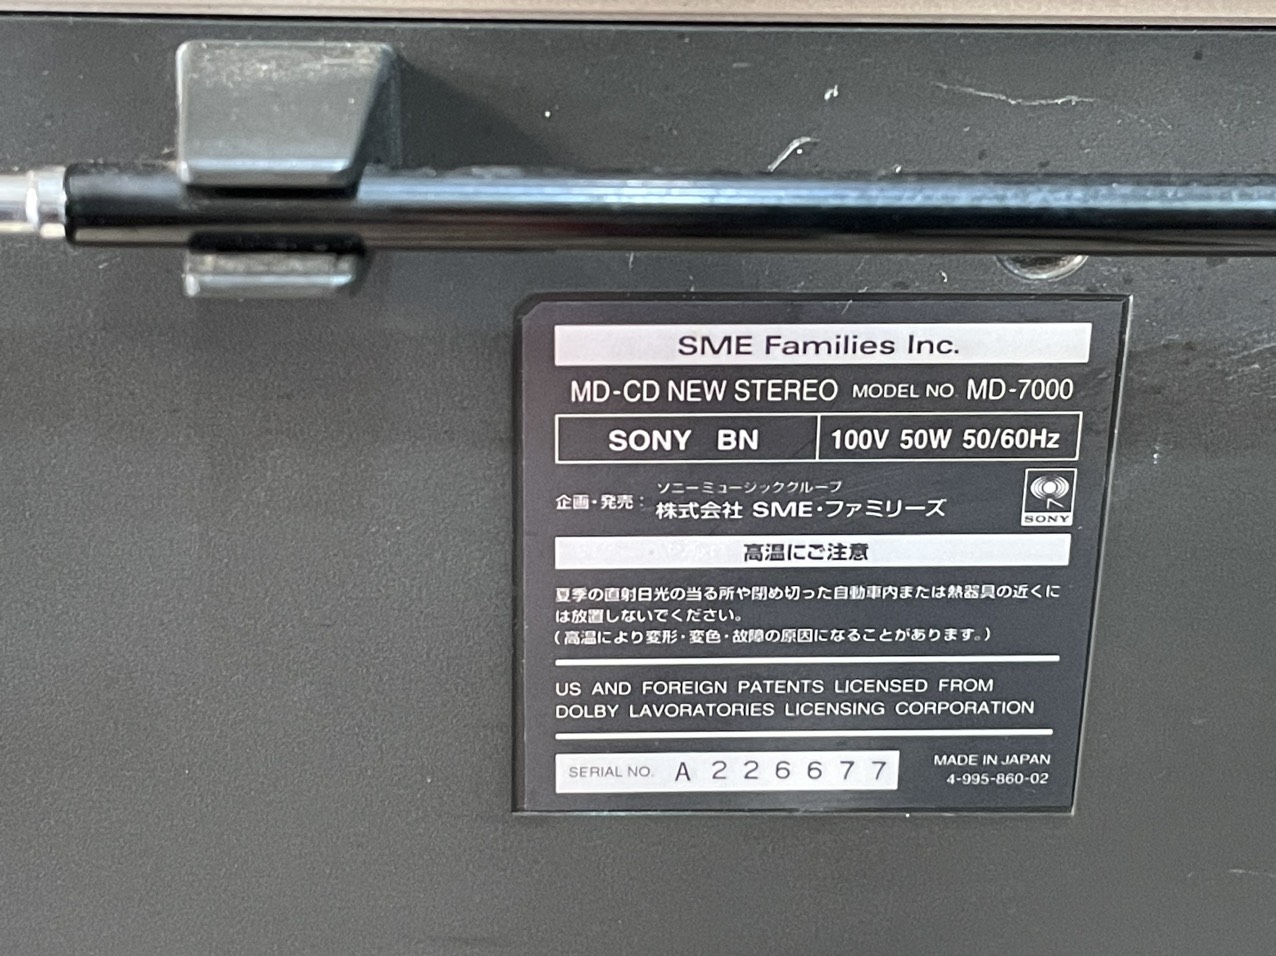 SME Families Inc.
MD-CD NEW STEREO MODEL NO. MD-7000
SONY BN 100V 50W 50/60Hz
ソニーミュージックグループ
企画・発売: 株式会社 SME・ファミリーズ
SONY
高温にご注意
夏季の直射日光の当る所や閉め切った自動車内または熱器具の近くに
は放置しないでください。
(高温により変形・変色・故障の原因になることがあります。)
US AND FOREIGN PATENTS LICENSED FROM
DOLBY LAVORATORIES LICENSING CORPORATION
SERIAL NO. A 2 2 6 6 7 7
MADE IN JAPAN
4-995-860-02